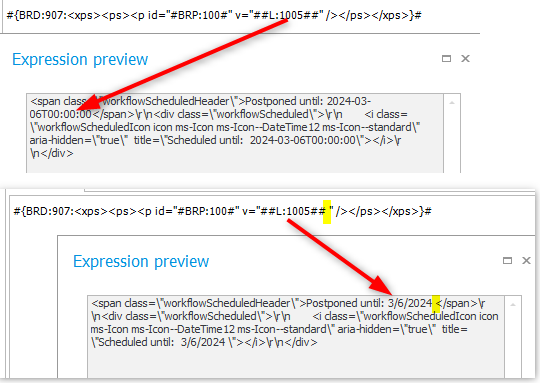 #{BRD:907:<xps><ps><p id="#BRP:100#" v="##L:1005##" /></ps></xps>}#
Expression preview
<span class=\"workflowScheduledHeader\">Postponed until: 2024-03-
06T00:00:00</span>\r\n<div class=\"workflowScheduled\">\r\n     <i class=
\"workflowScheduledIcon icon ms-Icon ms-Icon--DateTime12 ms-Icon--standard\"
aria-hidden=\"true\"  title=\"Scheduled until:  2024-03-06T00:00:00\"></i>\r
\n</div>
#{BRD:907:<xps><ps><p id="#BRP:100#" v="##L:1005## " /></ps></xps>}#
Expression preview
<span class=\"workflowScheduledHeader\">Postponed until: 3/6/2024 </span>\r
\n<div class=\"workflowScheduled\">\r\n     <i class=\"workflowScheduledIcon icon
ms-Icon ms-Icon--DateTime12 ms-Icon--standard\" aria-hidden=\"true\"  title=
\"Scheduled until:  3/6/2024 \"></i>\r\n</div>